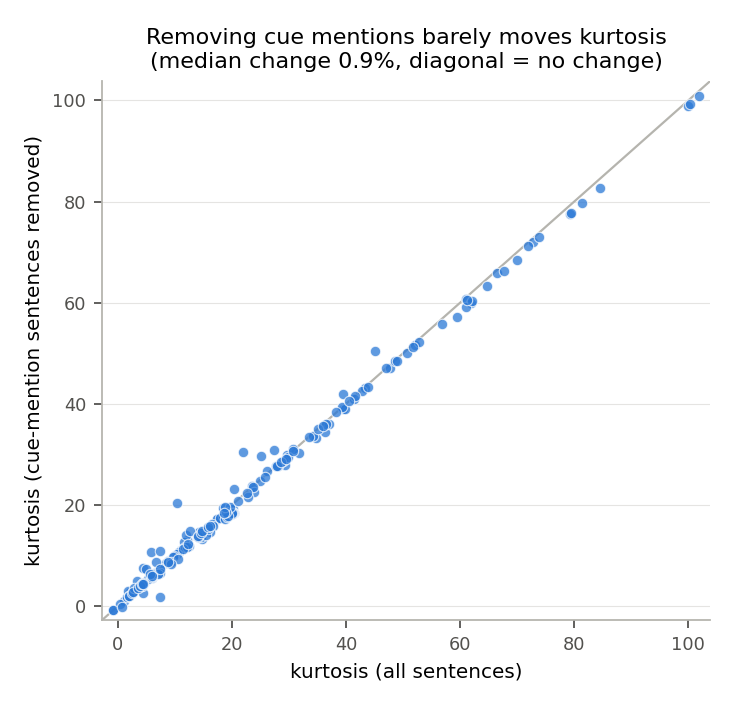 Removing cue mentions barely moves kurtosis
(median change 0.9%, diagonal = no change)
kurtosis (cue-mention sentences removed)
100
80
60
40
20
0
0 20 40 60 80 100
kurtosis (all sentences)